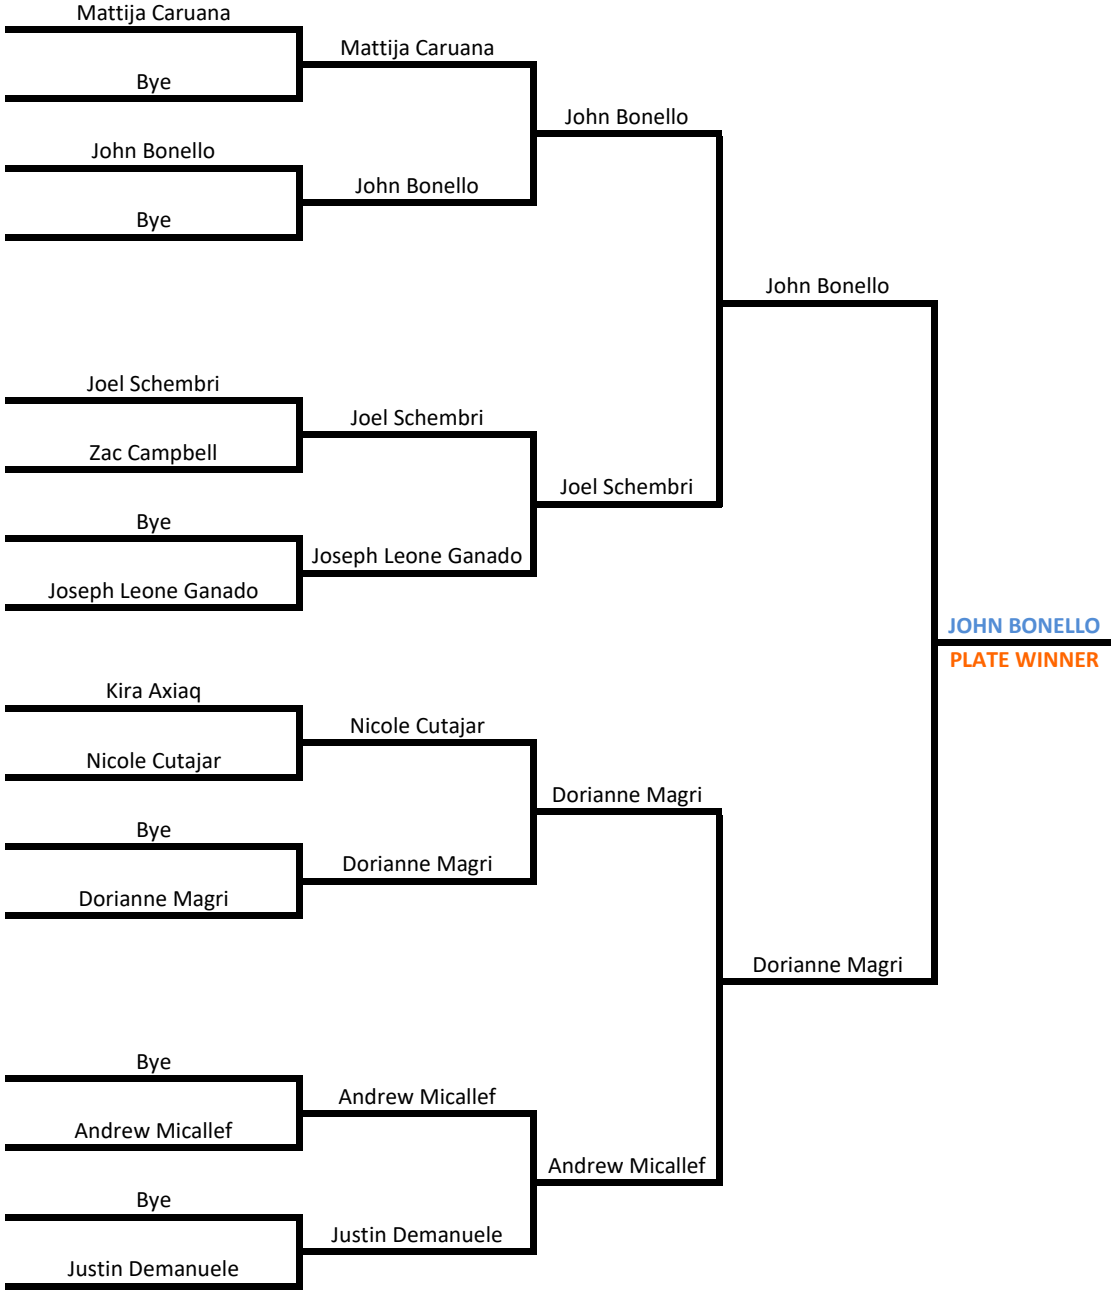 Mattija Caruana
Mattija Caruana
Bye
John Bonello
John Bonello
John Bonello
Bye
John Bonello
Joel Schembri
Joel Schembri
Zac Campbell
Joel Schembri
Bye
Joseph Leone Ganado
Joseph Leone Ganado
JOHN BONELLO
PLATE WINNER
Kira Axiaq
Nicole Cutajar
Nicole Cutajar
Dorianne Magri
Bye
Dorianne Magri
Dorianne Magri
Dorianne Magri
Bye
Andrew Micallef
Andrew Micallef
Andrew Micallef
Bye
Justin Demanuele
Justin Demanuele